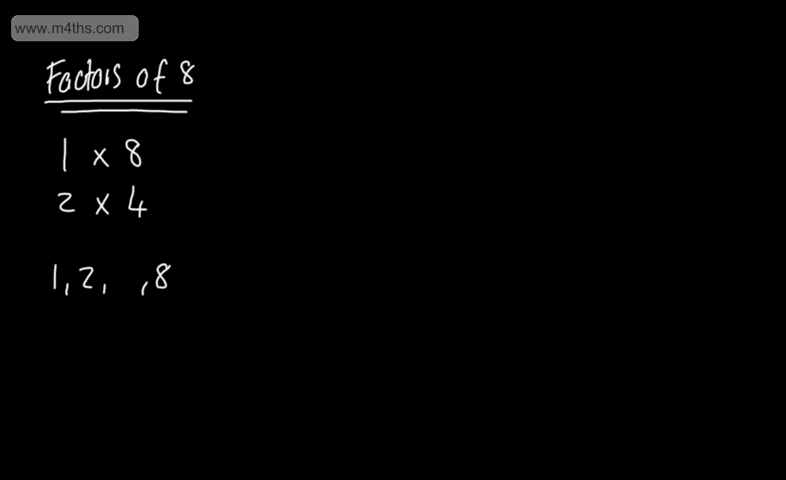 www.m4ths.com
Factors of 8
1 x 8
2 x 4
1, 2,   , 8